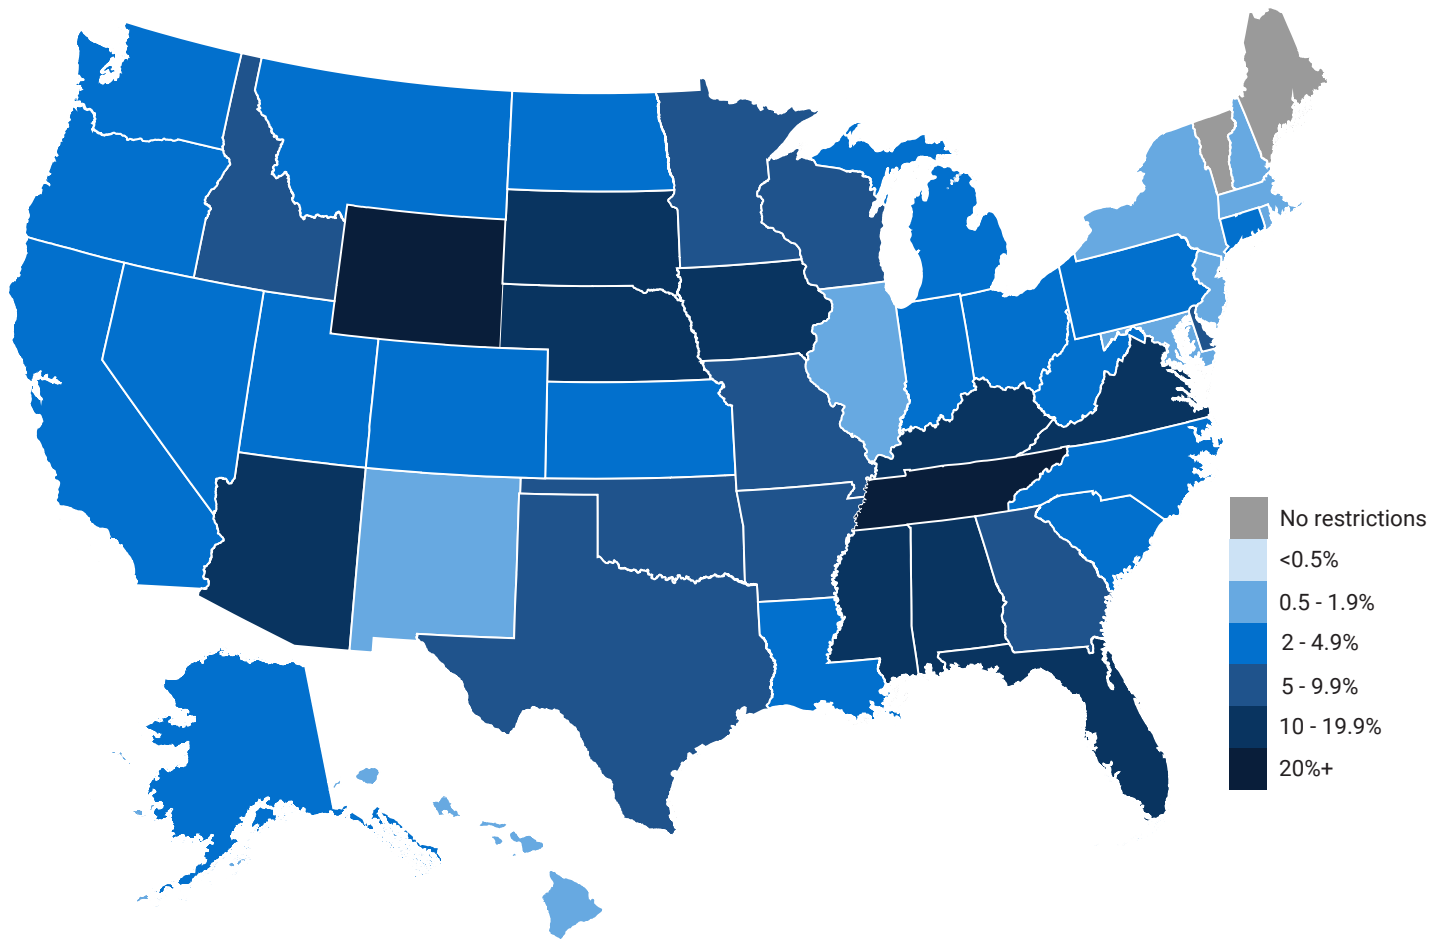 No restrictions
<0.5%
0.5 - 1.9%
2 - 4.9%
5 - 9.9%
10 - 19.9%
20%+